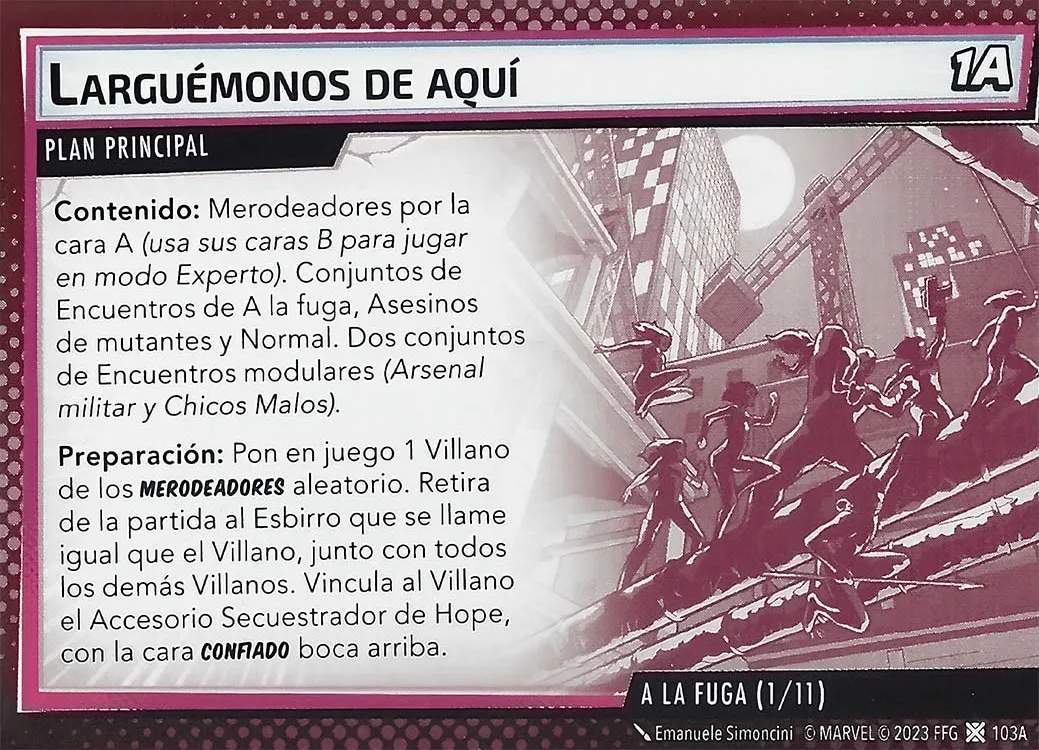 Larguémonos de aquí
1A
PLAN PRINCIPAL
Contenido: Merodeadores por la
cara A (usa sus caras B para jugar
en modo Experto). Conjuntos de
Encuentros de A la fuga, Asesinos
de mutantes y Normal. Dos conjuntos
de Encuentros modulares (Arsenal
militar y Chicos Malos).
Preparación: Pon en juego 1 Villano
de los MERODEADORES aleatorio. Retira
de la partida al Esbirro que se llame
igual que el Villano, junto con todos
los demás Villanos. Vincula al Villano
el Accesorio Secuestrador de Hope,
con la cara CONFIADO boca arriba.
A LA FUGA (1/11)
Emanuele Simoncini © MARVEL © 2023 FFG 103A